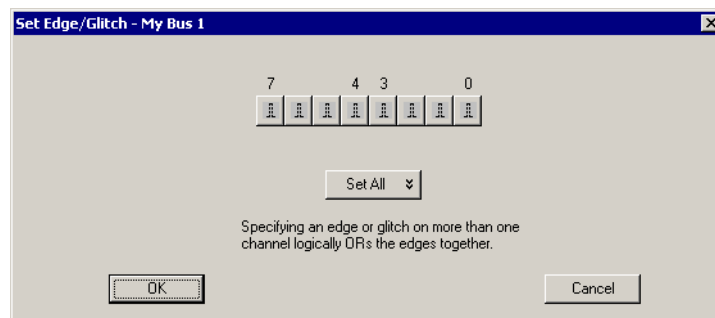 Set Edge/Glitch - My Bus 1
7 4 3 0
Set All
Specifying an edge or glitch on more than one
channel logically ORs the edges together.
OK Cancel